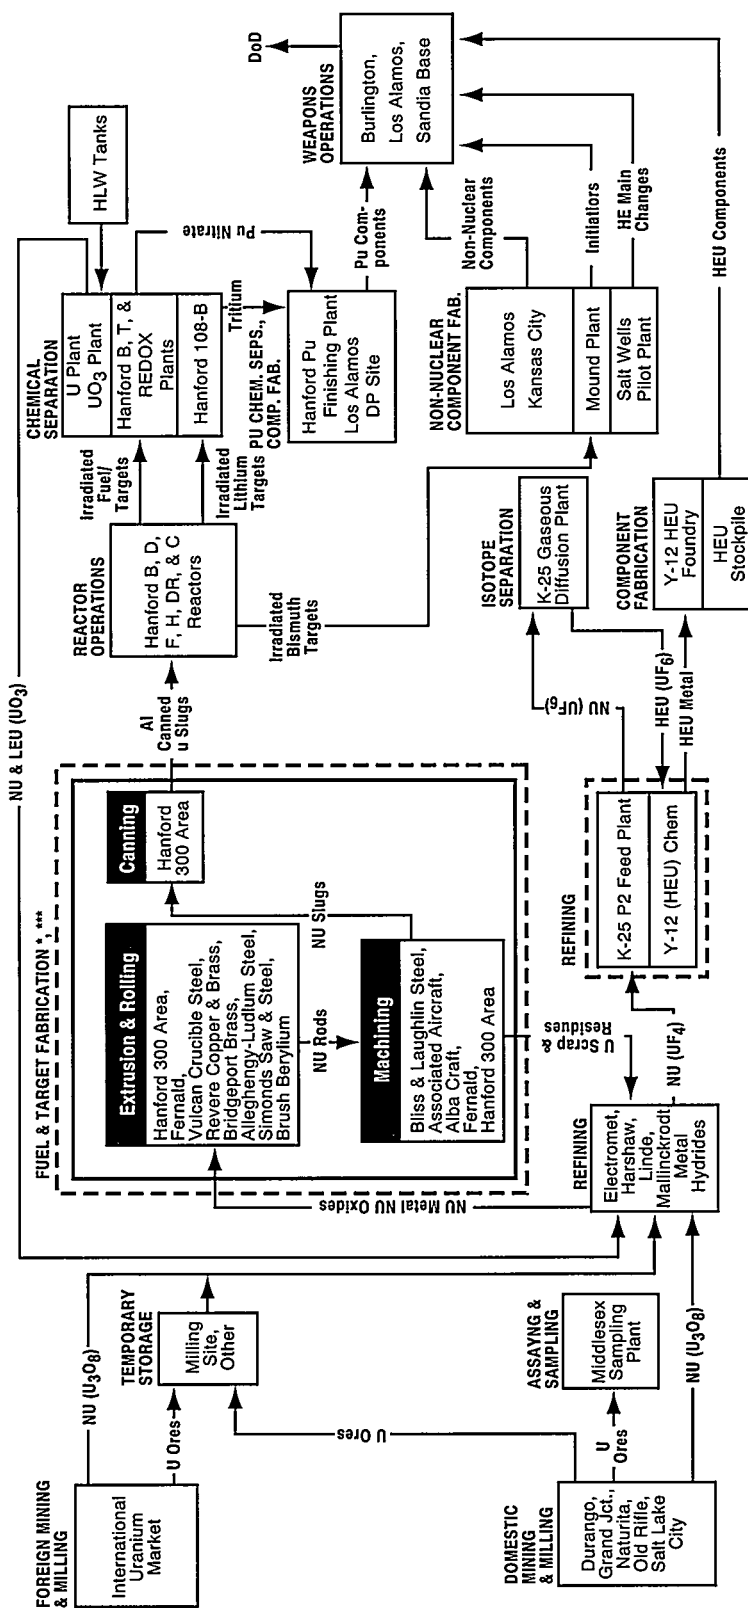 FOREIGN MINING
& MILLING
International
Uranium
Market
NU (U3O8)
U Ores
TEMPORARY
STORAGE
Milling
Site,
Other
U Ores
DOMESTIC
MINING
& MILLING
Durango,
Grand Jct.,
Naturita,
Old Rifle,
Salt Lake
City
U
Ores
ASSAYNG &
SAMPLING
Middlesex
Sampling
Plant
NU (U3O8)
NU & LEU (UO3)
FUEL & TARGET FABRICATION *, ***
Extrusion & Rolling
Hanford 300 Area,
Fernald,
Vulcan Crucible Steel,
Revere Copper & Brass,
Bridgeport Brass,
Alleghengy-Ludlum Steel,
Simonds Saw & Steel,
Brush Berylium
NU Rods
Machining
Bliss & Laughlin Steel,
Associated Aircraft,
Alba Craft,
Fernald,
Hanford 300 Area
NU Slugs
Canning
Hanford
300 Area
NU Metal NU Oxides
U Scrap &
Residues
REFINING
Electromet,
Harshaw,
Linde,
Mallinckrodt
Metal
Hydrides
NU (UF4)
REFINING
K-25 P2 Feed Plant
Y-12 (HEU) Chem
NU (UF6)
HEU (UF6)
HEU Metal
Al
Canned
u Slugs
REACTOR
OPERATIONS
Hanford B, D,
F, H, DR, & C
Reactors
Irradiated
Fuel/
Targets
Irradiated
Lithium
Targets
Irradiated
Bismuth
Targets
CHEMICAL
SEPARATION
U Plant
UO3 Plant
Hanford B, T, &
REDOX
Plants
Hanford 108-B
HLW Tanks
Pu Nitrate
Tritium
PU CHEM. SEPS.,
COMP. FAB.
Hanford Pu
Finishing Plant
Los Alamos
DP Site
Pu Com-
ponents
ISOTOPE
SEPARATION
K-25 Gaseous
Diffusion Plant
COMPONENT
FABRICATION
Y-12 HEU
Foundry
HEU
Stockpile
NON-NUCLEAR
COMPONENT FAB.
Los Alamos
Kansas City
Mound Plant
Salt Wells
Pilot Plant
Non-Nuclear
Components
Initiatiors
HE Main
Changes
HEU Components
WEAPONS
OPERATIONS
Burlington,
Los Alamos,
Sandia Base
DoD